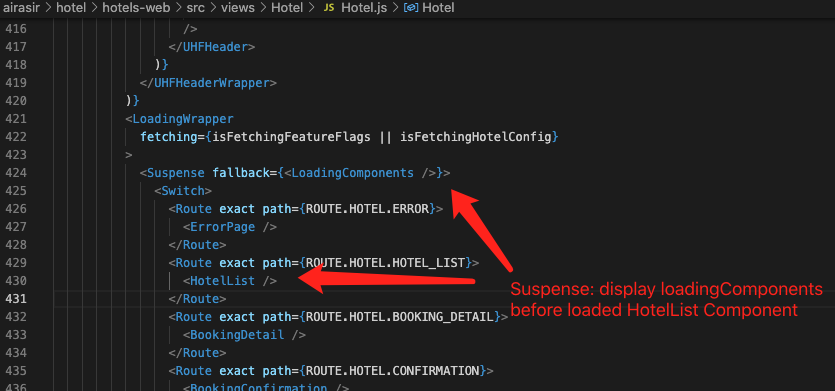 airasir > hotel > hotels-web > src > views > Hotel > JS Hotel.js > Hotel
416 />
417 </UHFHeader>
418 )}
419 </UHFHeaderWrapper>
420 )}
421 <LoadingWrapper
422 fetching={isFetchingFeatureFlags || isFetchingHotelConfig}
423 >
424 <Suspense fallback={<LoadingComponents />}>
425 <Switch>
426 <Route exact path={ROUTE.HOTEL.ERROR}>
427 <ErrorPage />
428 </Route>
429 <Route exact path={ROUTE.HOTEL.HOTEL_LIST}>
430 <HotelList />
431 </Route>
432 <Route exact path={ROUTE.HOTEL.BOOKING_DETAIL}>
433 <BookingDetail />
434 </Route>
435 <Route exact path={ROUTE.HOTEL.CONFIRMATION}>
436 <BookingConfirmation />
Suspense: display loadingComponents
before loaded HotelList Component